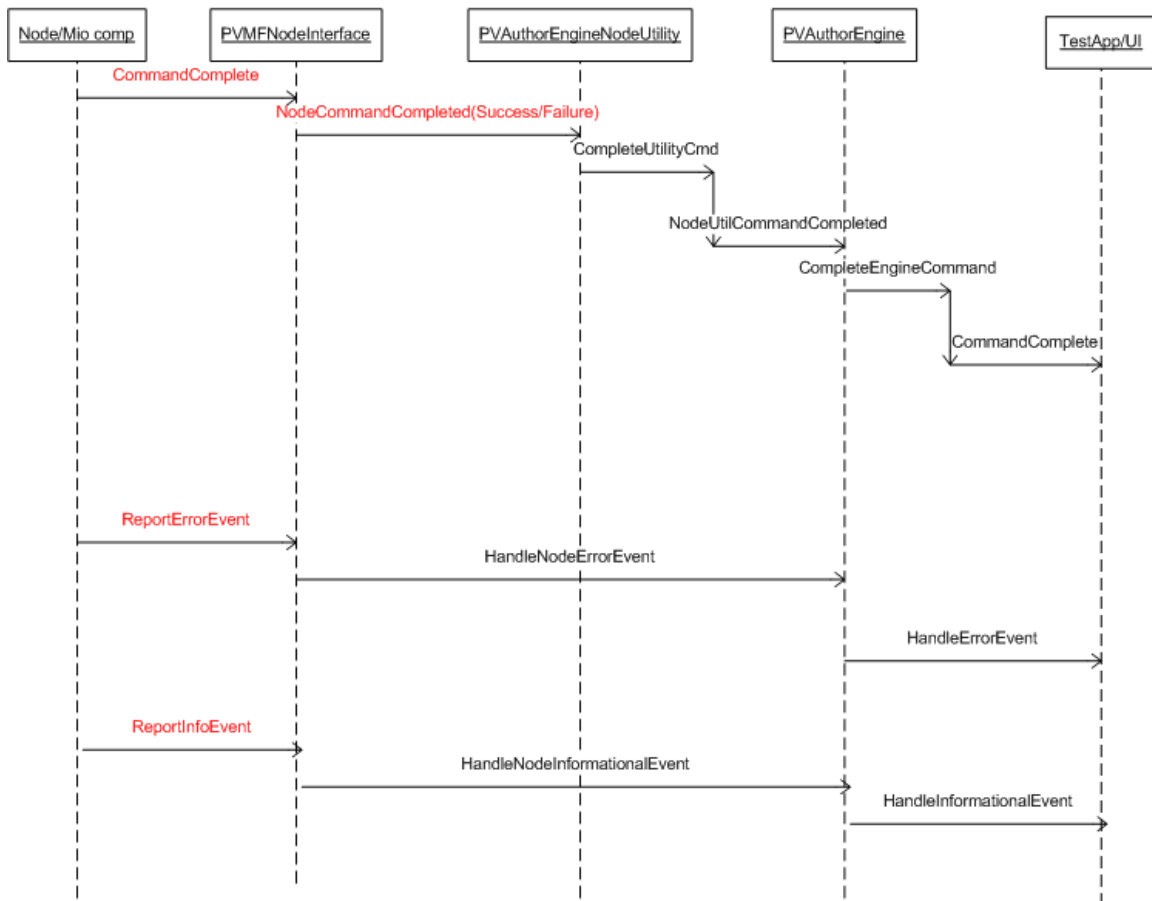 Node/Mio comp
PVMFNodeInterface
PVAuthorEngineNodeUtility
PVAuthorEngine
TestApp/UI
CommandComplete
NodeCommandCompleted(Success/Failure)
CompleteUtilityCmd
NodeUtilCommandCompleted
CompleteEngineCommand
CommandComplete
ReportErrorEvent
HandleNodeErrorEvent
HandleErrorEvent
ReportInfoEvent
HandleNodeInformationalEvent
HandleInformationalEvent